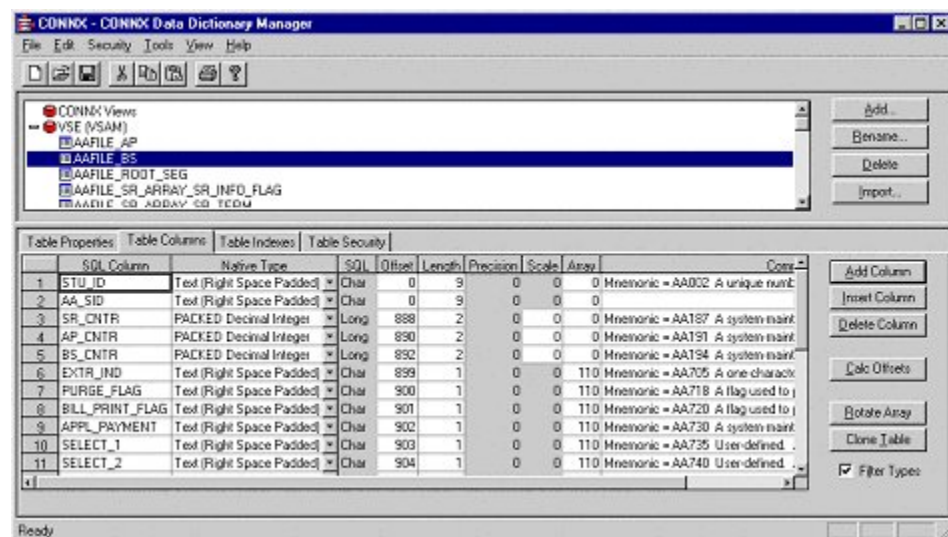 CONNX - CONNX Data Dictionary Manager
File Edit Security Tools View Help
CONNX Views
VSE (VSAM)
AAFILE_AP
AAFILE_BS
AAFILE_ROOT_SEG
AAFILE_SR_ARRAY_SR_INFO_FLAG
AAFILE_SR_ARRAY_SR_TERM
Add...
Rename...
Delete
Import...
Table Properties Table Columns Table Indexes Table Security
SQL Column Native Type SQL Offset Length Precision Scale Array
1 STU_ID Text (Right Space Padded) Char 0 9 0 0 0 Mnemonic = AA002 A unique numb
2 AA_SID Text (Right Space Padded) Char 0 9 0 0 0
3 SR_CNTR PACKED Decimal Integer Long 888 2 0 0 0 Mnemonic = AA187 A system-maint
4 AP_CNTR PACKED Decimal Integer Long 890 2 0 0 0 Mnemonic = AA191 A system-maint
5 BS_CNTR PACKED Decimal Integer Long 892 2 0 0 0 Mnemonic = AA194 A system-maint
6 EXTR_IND Text (Right Space Padded) Char 899 1 0 0 110 Mnemonic = AA705 A one-characte
7 PURGE_FLAG Text (Right Space Padded) Char 900 1 0 0 110 Mnemonic = AA718 A flag used to
8 BILL_PRINT_FLAG Text (Right Space Padded) Char 901 1 0 0 110 Mnemonic = AA720 A flag used to
9 APPL_PAYMENT Text (Right Space Padded) Char 902 1 0 0 110 Mnemonic = AA730 A system-maint
10 SELECT_1 Text (Right Space Padded) Char 903 1 0 0 110 Mnemonic = AA735 User-defined.
11 SELECT_2 Text (Right Space Padded) Char 904 1 0 0 110 Mnemonic = AA740 User-defined.
Add Column
Insert Column
Delete Column
Calc Offsets
Rotate Array
Clone Table
Filter Types
Ready